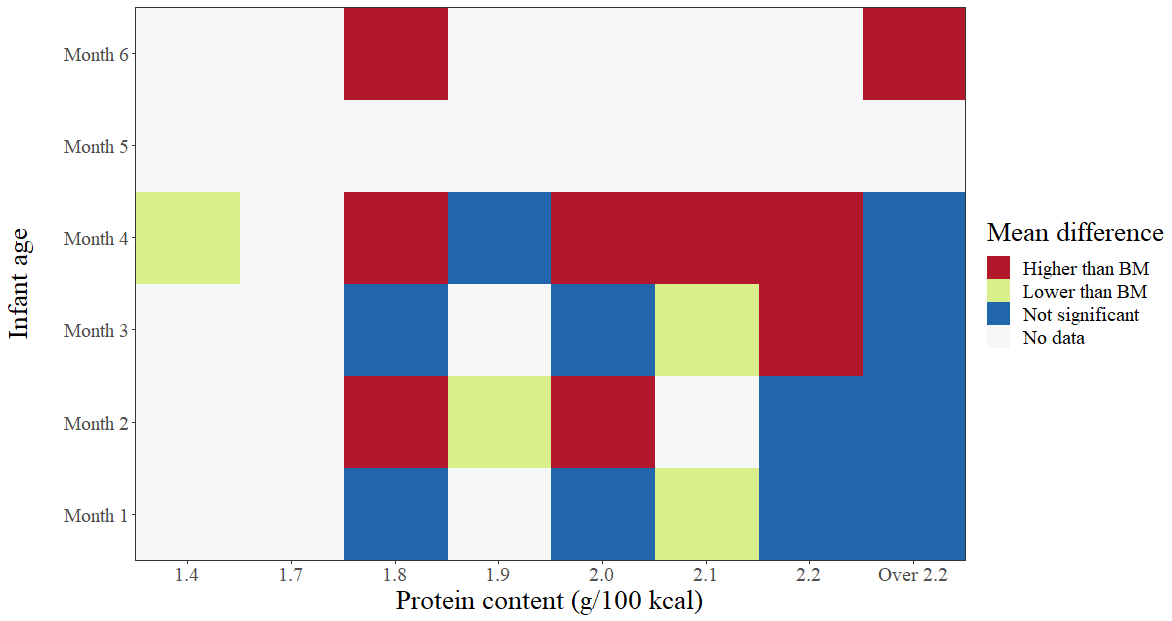 Infant age
Month 6
Month 5
Month 4
Month 3
Month 2
Month 1
1.4 1.7 1.8 1.9 2.0 2.1 2.2 Over 2.2
Protein content (g/100 kcal)
Mean difference
Higher than BM
Lower than BM
Not significant
No data